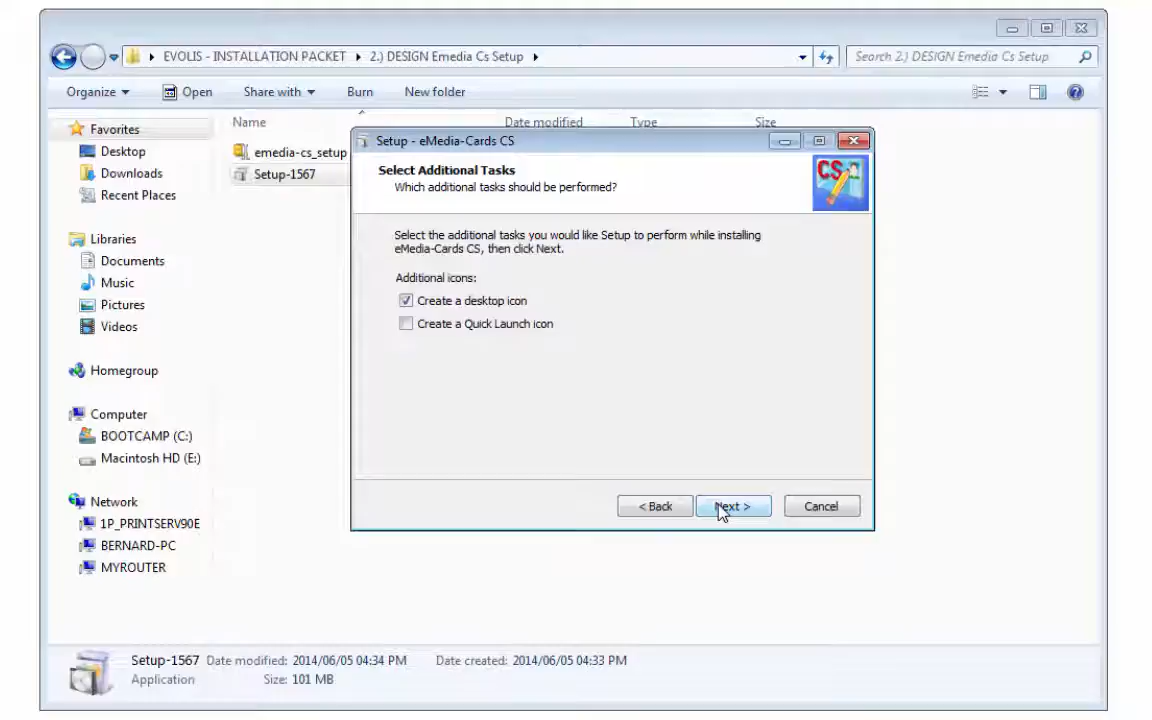 EVOLIS - INSTALLATION PACKET
2.) DESIGN Emedia Cs Setup
Search 2.) DESIGN Emedia Cs Setup
Organize
Open
Share with
Burn
New folder
Favorites
Desktop
Downloads
Recent Places
Libraries
Documents
Music
Pictures
Videos
Homegroup
Computer
BOOTCAMP (C:)
Macintosh HD (E:)
Network
1P_PRINTSERV90E
BERNARD-PC
MYROUTER
Name
Date modified
Type
Size
emedia-cs_setup
Setup-1567
Setup - eMedia-Cards CS
Select Additional Tasks
Which additional tasks should be performed?
CS
Select the additional tasks you would like Setup to perform while installing
eMedia-Cards CS, then click Next.
Additional icons:
Create a desktop icon
Create a Quick Launch icon
< Back
Next >
Cancel
Setup-1567 Date modified: 2014/06/05 04:34 PM Date created: 2014/06/05 04:33 PM
Application Size: 101 MB